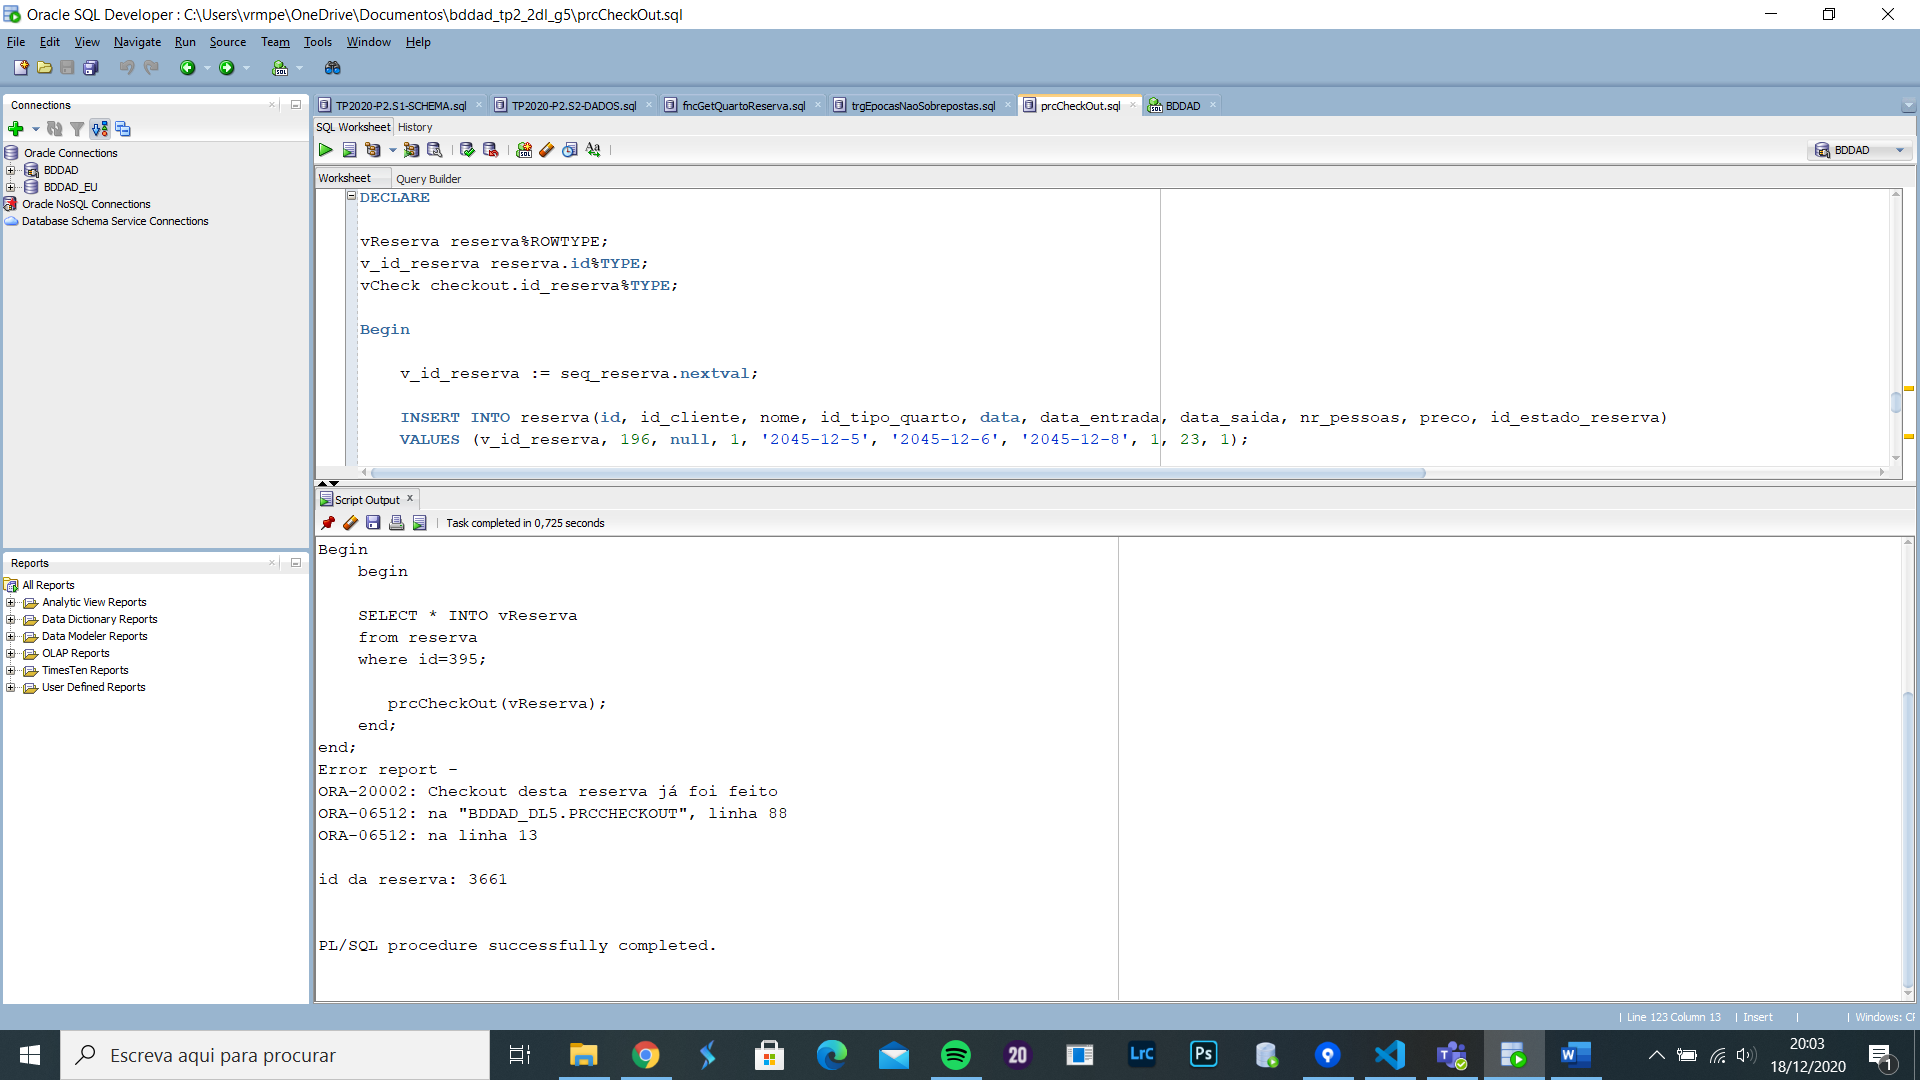 Oracle SQL Developer : C:\Users\vrmpe\OneDrive\Documentos\bddad_tp2_2dl_g5\prcCheckOut.sql
File Edit View Navigate Run Source Team Tools Window Help
Connections
Oracle Connections
BDDAD
BDDAD_EU
Oracle NoSQL Connections
Database Schema Service Connections
Reports
All Reports
Analytic View Reports
Data Dictionary Reports
Data Modeler Reports
OLAP Reports
TimesTen Reports
User Defined Reports
TP2020-P2.S1-SCHEMA.sql TP2020-P2.S2-DADOS.sql fncGetQuartoReserva.sql trgEpocasNaoSobrepostas.sql prcCheckOut.sql BDDAD
SQL Worksheet History
BDDAD
Worksheet Query Builder
DECLARE
vReserva reserva%ROWTYPE;
v_id_reserva reserva.id%TYPE;
vCheck checkout.id_reserva%TYPE;
Begin
v_id_reserva := seq_reserva.nextval;
INSERT INTO reserva(id, id_cliente, nome, id_tipo_quarto, data, data_entrada, data_saida, nr_pessoas, preco, id_estado_reserva)
VALUES (v_id_reserva, 196, null, 1, '2045-12-5', '2045-12-6', '2045-12-8', 1, 23, 1);
Script Output
Task completed in 0,725 seconds
Begin
begin
SELECT * INTO vReserva
from reserva
where id=395;
prcCheckOut(vReserva);
end;
end;
Error report -
ORA-20002: Checkout desta reserva já foi feito
ORA-06512: na "BDDAD_DL5.PRCCHECKOUT", linha 88
ORA-06512: na linha 13
id da reserva: 3661
PL/SQL procedure successfully completed.
Line 123 Column 13 Insert Windows:
Escreva aqui para procurar
20
LrC
Ps
20:03
18/12/2020
1